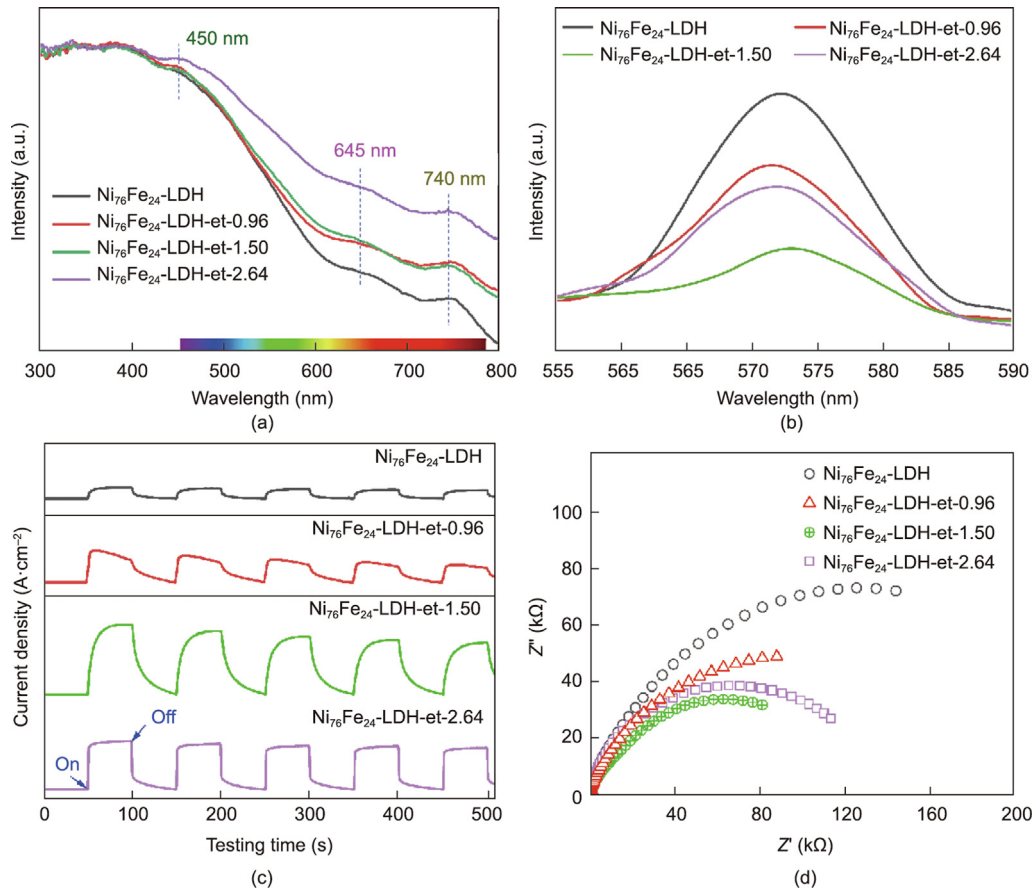 450 nm
645 nm
740 nm
Ni₇₆Fe₂₄-LDH
Ni₇₆Fe₂₄-LDH-et-0.96
Ni₇₆Fe₂₄-LDH-et-1.50
Ni₇₆Fe₂₄-LDH-et-2.64
Intensity (a.u.)
300 400 500 600 700 800
Wavelength (nm)
(a)
Ni₇₆Fe₂₄-LDH Ni₇₆Fe₂₄-LDH-et-0.96
Ni₇₆Fe₂₄-LDH-et-1.50 Ni₇₆Fe₂₄-LDH-et-2.64
Intensity (a.u.)
555 565 565 570 575 580 585 590
Wavelength (nm)
(b)
Ni₇₆Fe₂₄-LDH
Ni₇₆Fe₂₄-LDH-et-0.96
Ni₇₆Fe₂₄-LDH-et-1.50
Ni₇₆Fe₂₄-LDH-et-2.64
Off
On
Current density (A·cm⁻²)
0 100 200 300 400 500
Testing time (s)
(c)
Ni₇₆Fe₂₄-LDH
Ni₇₆Fe₂₄-LDH-et-0.96
Ni₇₆Fe₂₄-LDH-et-1.50
Ni₇₆Fe₂₄-LDH-et-2.64
100
80
60
40
20
0
Z'' (kΩ)
40 80 120 160 200
Z' (kΩ)
(d)